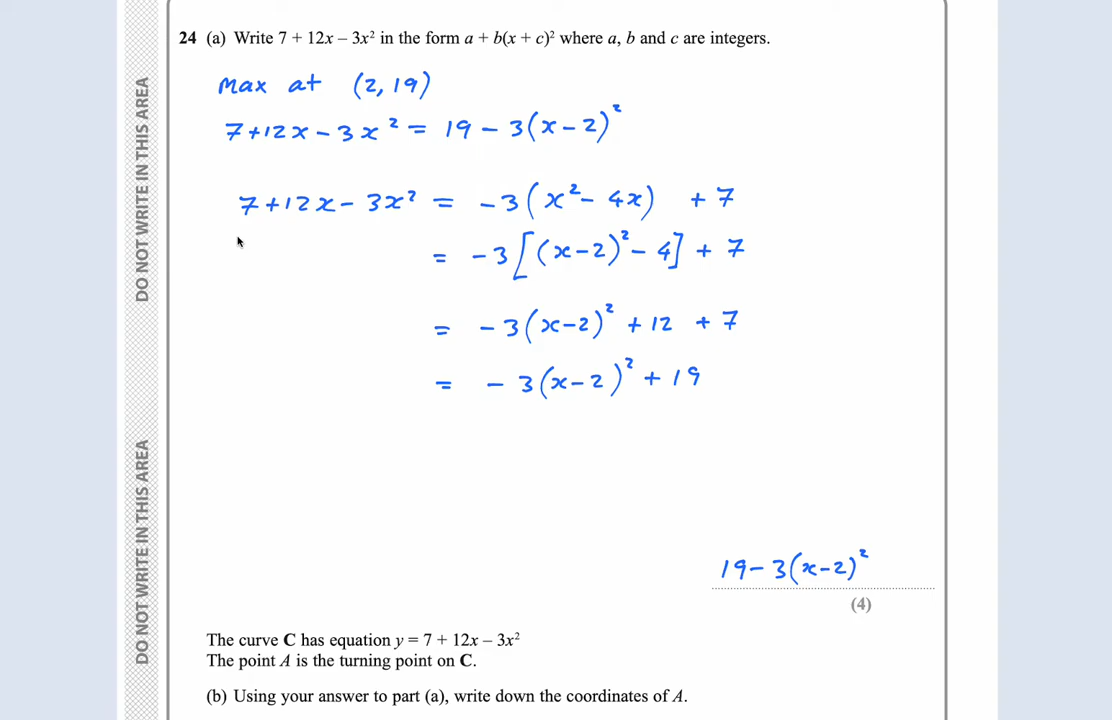 24 (a) Write 7 + 12x – 3x² in the form a + b(x + c)² where a, b and c are integers.
Max at (2, 19)
7+12x - 3x² = 19 - 3(x-2)²
7+12x - 3x² = -3(x² - 4x) + 7
= -3[(x-2)² - 4] + 7
= -3(x-2)² + 12 + 7
= -3(x-2)² + 19
19 - 3(x-2)²
(4)
The curve C has equation y = 7 + 12x – 3x²
The point A is the turning point on C.
(b) Using your answer to part (a), write down the coordinates of A.
DO NOT WRITE IN THIS AREA
DO NOT WRITE IN THIS AREA